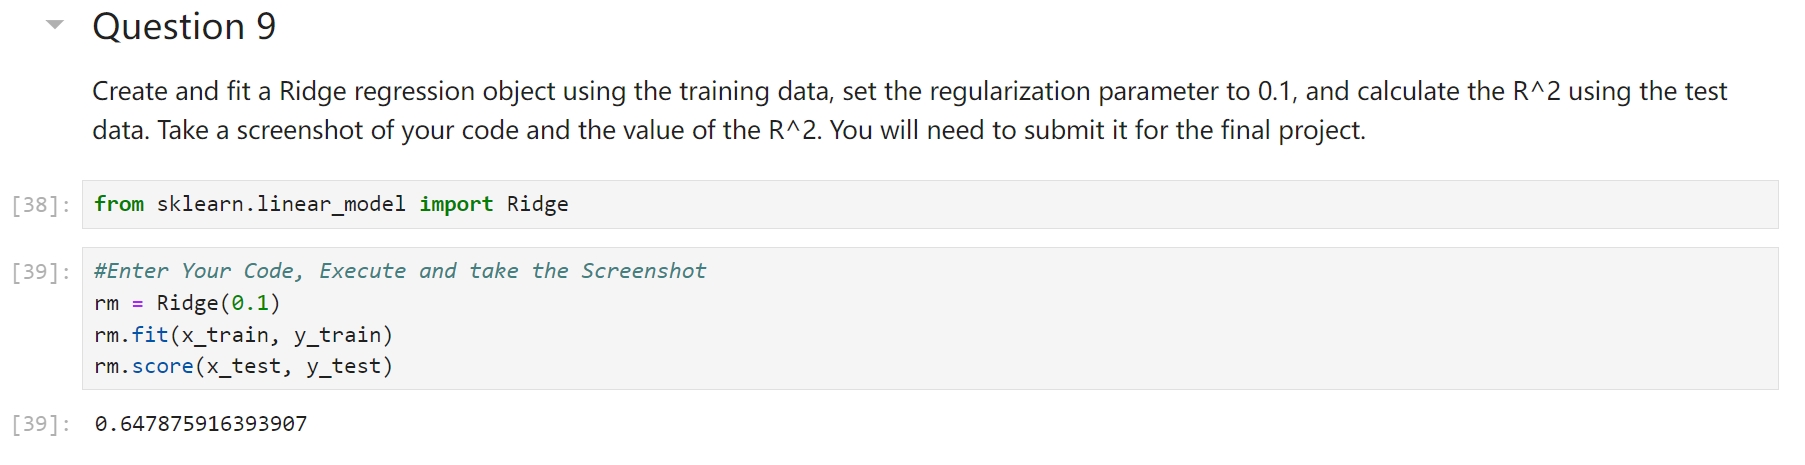 Question 9
Create and fit a Ridge regression object using the training data, set the regularization parameter to 0.1, and calculate the R^2 using the test
data. Take a screenshot of your code and the value of the R^2. You will need to submit it for the final project.
[38]: from sklearn.linear_model import Ridge
[39]: #Enter Your Code, Execute and take the Screenshot
rm = Ridge(0.1)
rm.fit(x_train, y_train)
rm.score(x_test, y_test)
[39]: 0.647875916393907